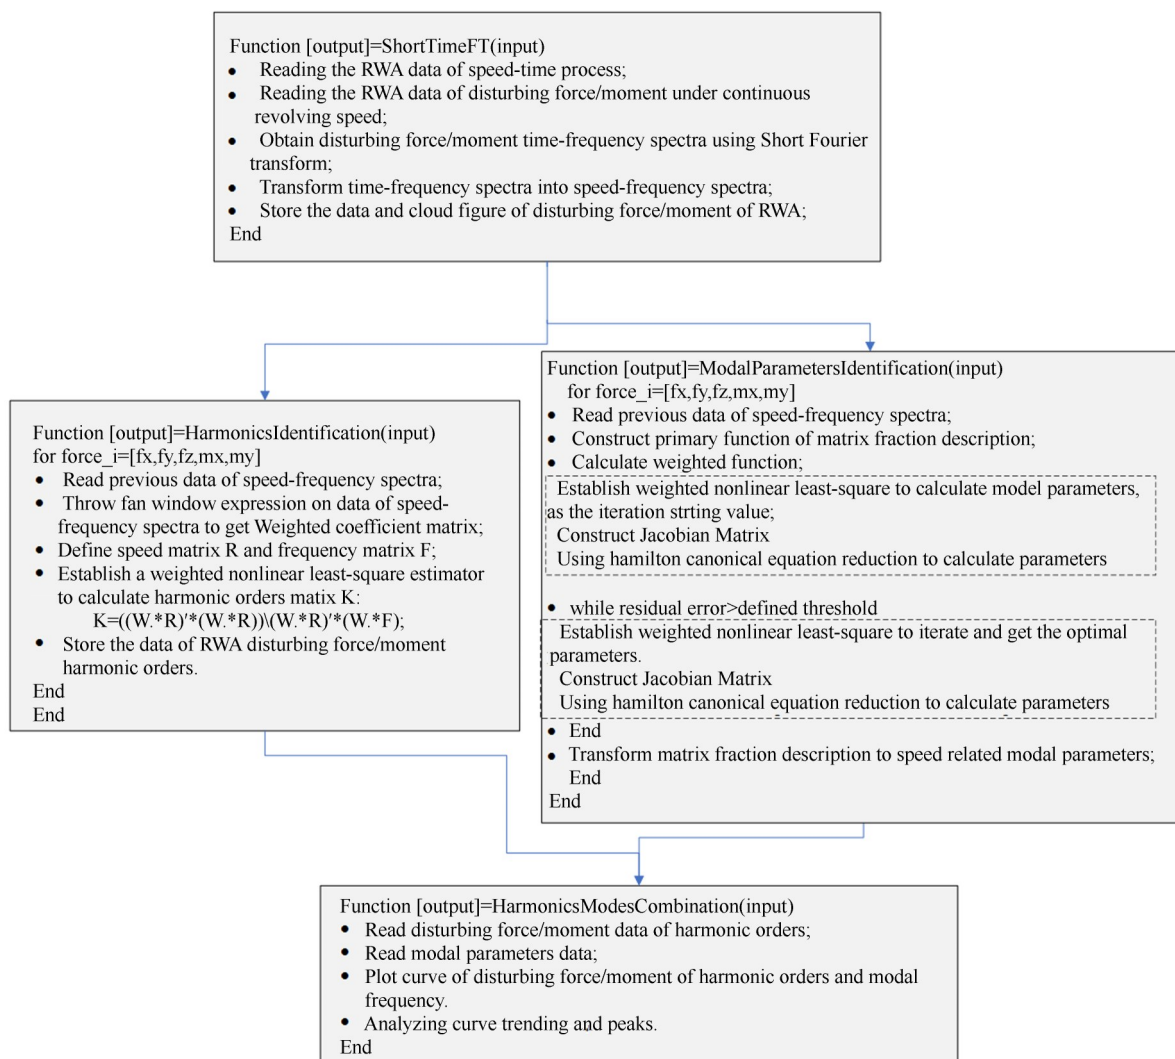 Function [output]=ShortTimeFT(input)
• Reading the RWA data of speed-time process;
• Reading the RWA data of disturbing force/moment under continuous
revolving speed;
• Obtain disturbing force/moment time-frequency spectra using Short Fourier
transform;
• Transform time-frequency spectra into speed-frequency spectra;
• Store the data and cloud figure of disturbing force/moment of RWA;
End
Function [output]=HarmonicsIdentification(input)
for force_i=[fx,fy,fz,mx,my]
• Read previous data of speed-frequency spectra;
• Throw fan window expression on data of speed-
frequency spectra to get Weighted coefficient matrix;
• Define speed matrix R and frequency matrix F;
• Establish a weighted nonlinear least-square estimator
to calculate harmonic orders matix K:
K=((W.*R)'*(W.*R))\(W.*R)'*(W.*F);
• Store the data of RWA disturbing force/moment
harmonic orders.
End
End
Function [output]=ModalParametersIdentification(input)
for force_i=[fx,fy,fz,mx,my]
• Read previous data of speed-frequency spectra;
• Construct primary function of matrix fraction description;
• Calculate weighted function;
Establish weighted nonlinear least-square to calculate model parameters,
as the iteration strting value;
Construct Jacobian Matrix
Using hamilton canonical equation reduction to calculate parameters
• while residual error>defined threshold
Establish weighted nonlinear least-square to iterate and get the optimal
parameters.
Construct Jacobian Matrix
Using hamilton canonical equation reduction to calculate parameters
• End
• Transform matrix fraction description to speed related modal parameters;
End
End
Function [output]=HarmonicsModesCombination(input)
• Read disturbing force/moment data of harmonic orders;
• Read modal parameters data;
• Plot curve of disturbing force/moment of harmonic orders and modal
frequency.
• Analyzing curve trending and peaks.
End